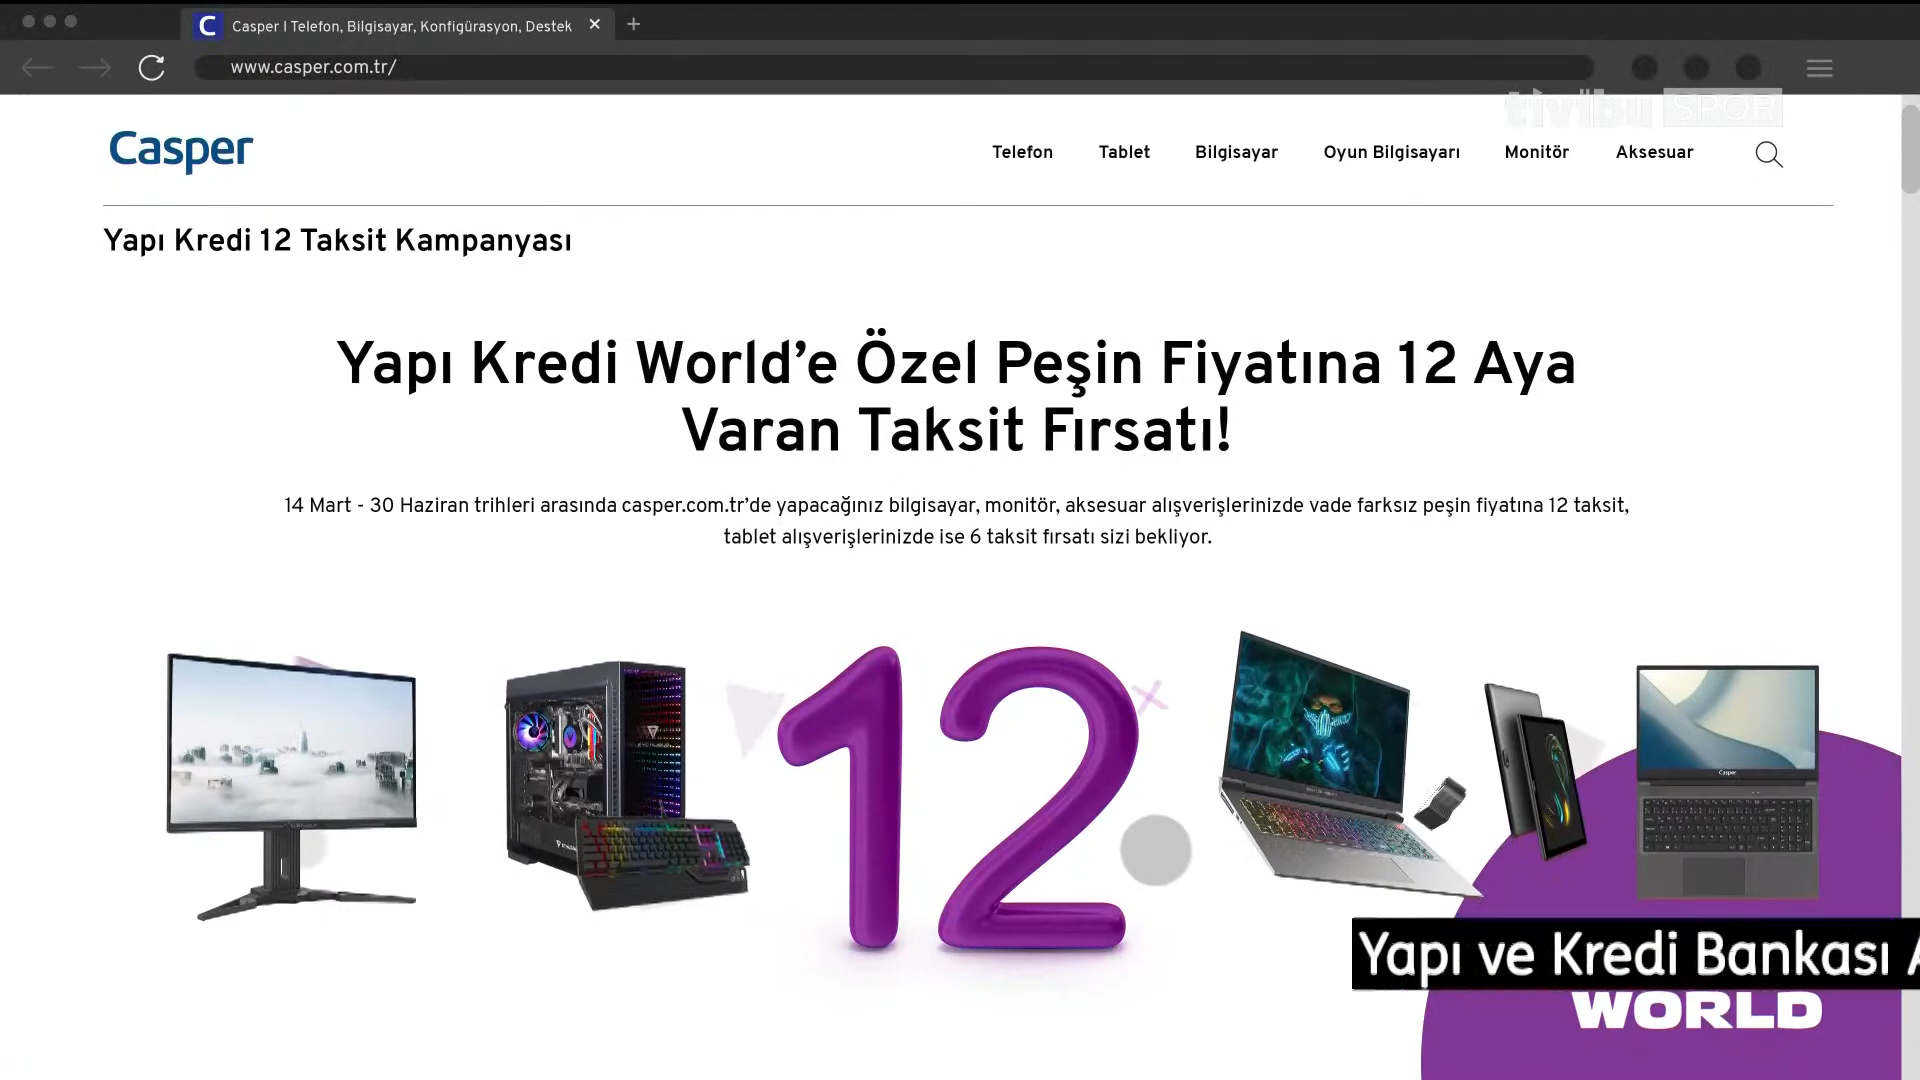 Casper I Telefon, Bilgisayar, Konfigürasyon, Destek
www.casper.com.tr/
tivibu SPOR
Casper
Telefon Tablet Bilgisayar Oyun Bilgisayarı Monitör Aksesuar
Yapı Kredi 12 Taksit Kampanyası
Yapı Kredi World’e Özel Peşin Fiyatına 12 Aya
Varan Taksit Fırsatı!
14 Mart - 30 Haziran trihleri arasında casper.com.tr’de yapacağınız bilgisayar, monitör, aksesuar alışverişlerinizde vade farksız peşin fiyatına 12 taksit,
tablet alışverişlerinizde ise 6 taksit fırsatı sizi bekliyor.
12
Casper
Yapı ve Kredi Bankası A
WORLD